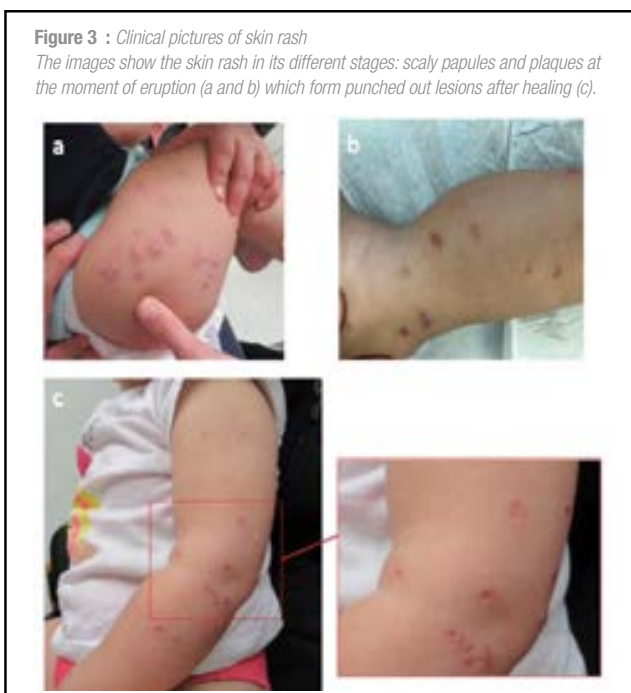 Figure 3 : Clinical pictures of skin rash
The images show the skin rash in its different stages: scaly papules and plaques at
the moment of eruption (a and b) which form punched out lesions after healing (c).
a
b
c